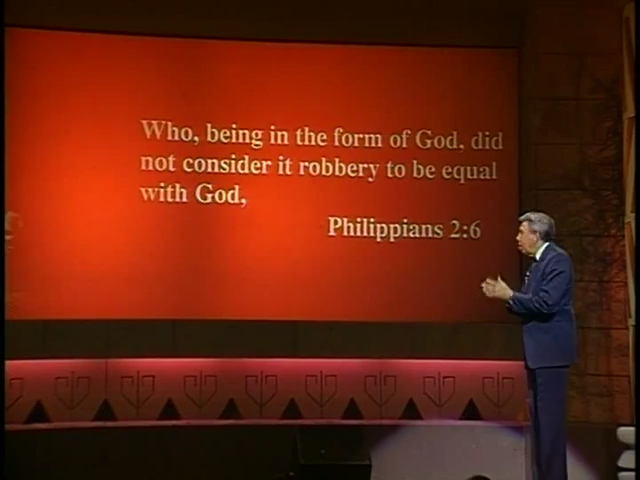 Who, being in the form of God, did
not consider it robbery to be equal
with God,
Philippians 2:6